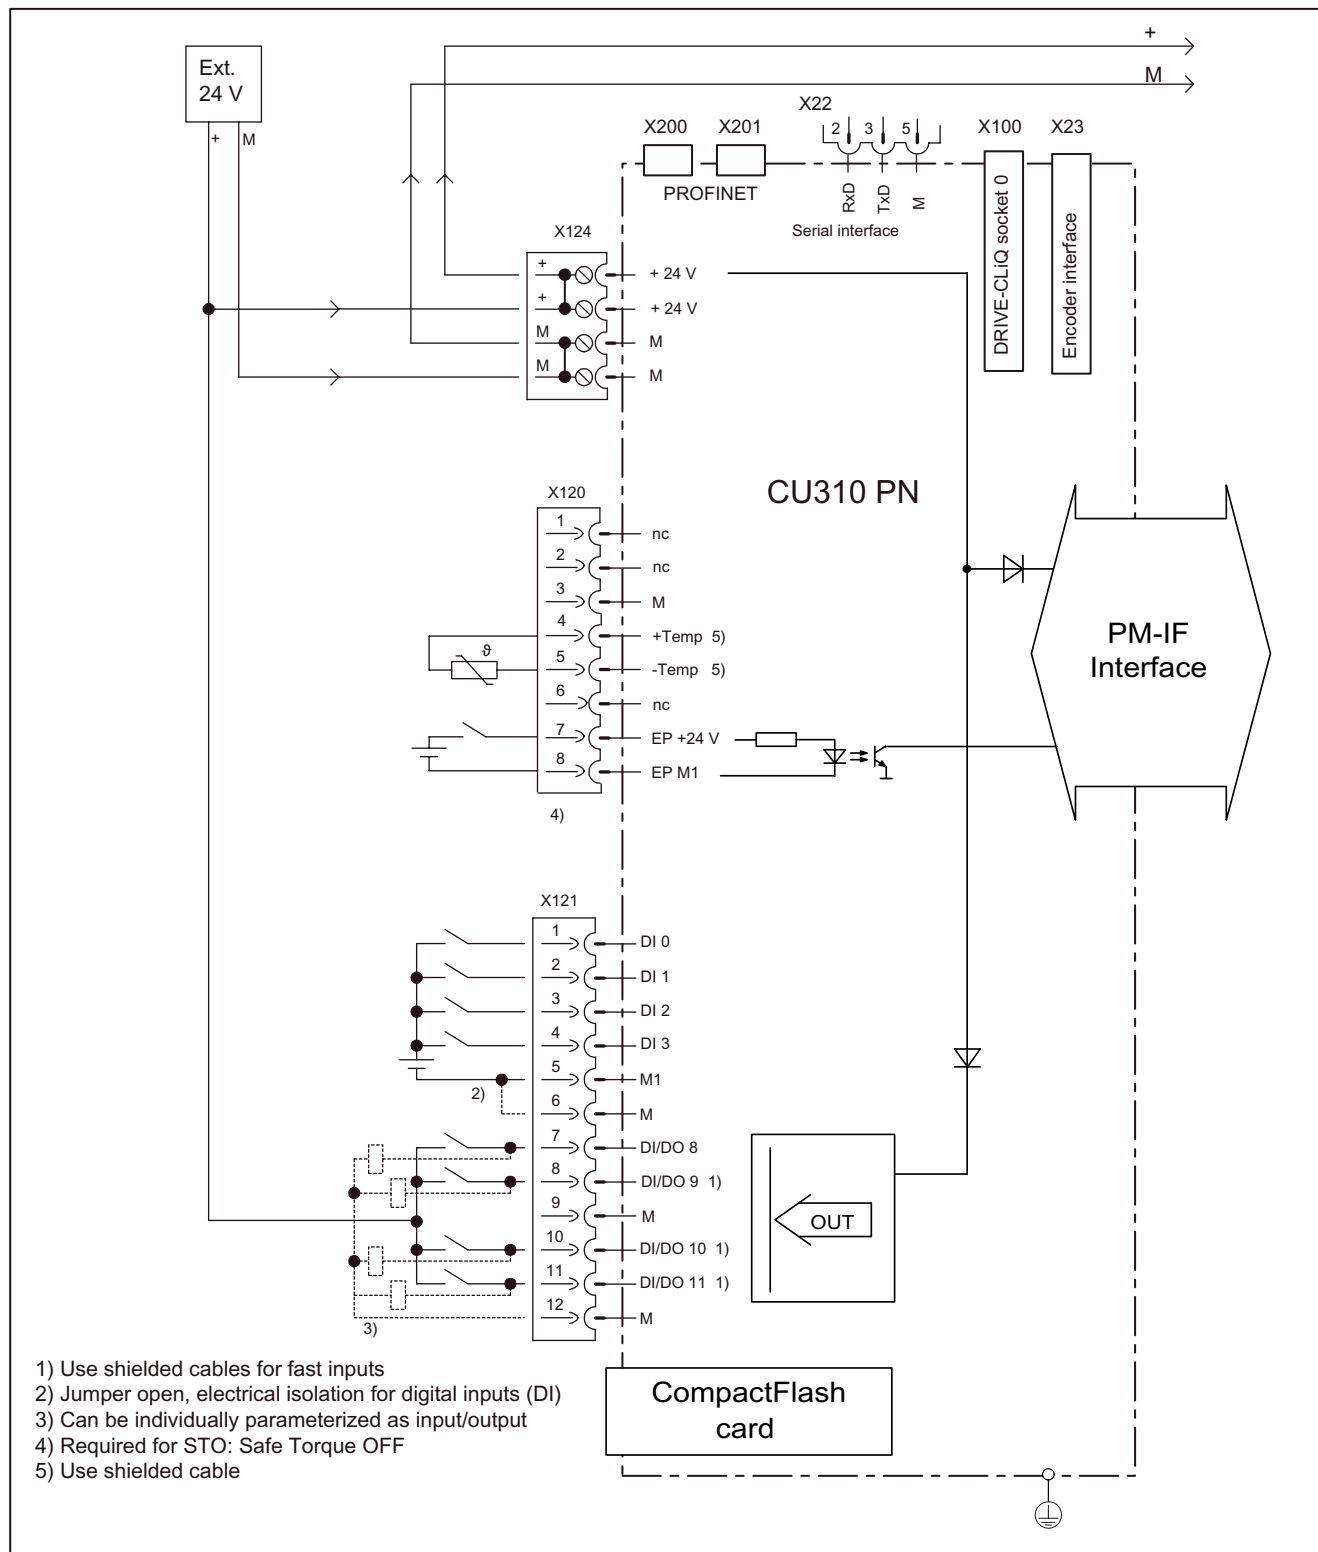 +
M
Ext.
24 V
+
M
X22
2
3
5
X200
X201
X100
X23
PROFINET
RxD
TxD
M
Serial interface
DRIVE-CLiQ socket 0
Encoder interface
X124
+
+ 24 V
+
+ 24 V
M
M
M
M
CU310 PN
X120
1
nc
2
nc
3
M
4
+Temp 5)
ϑ
5
-Temp 5)
6
nc
7
EP +24 V
8
EP M1
4)
PM-IF
Interface
X121
1
DI 0
2
DI 1
3
DI 2
4
DI 3
5
M1
2)
6
M
7
DI/DO 8
8
DI/DO 9 1)
9
M
10
DI/DO 10 1)
11
DI/DO 11 1)
12
M
3)
OUT
1) Use shielded cables for fast inputs
2) Jumper open, electrical isolation for digital inputs (DI)
3) Can be individually parameterized as input/output
4) Required for STO: Safe Torque OFF
5) Use shielded cable
CompactFlash
card